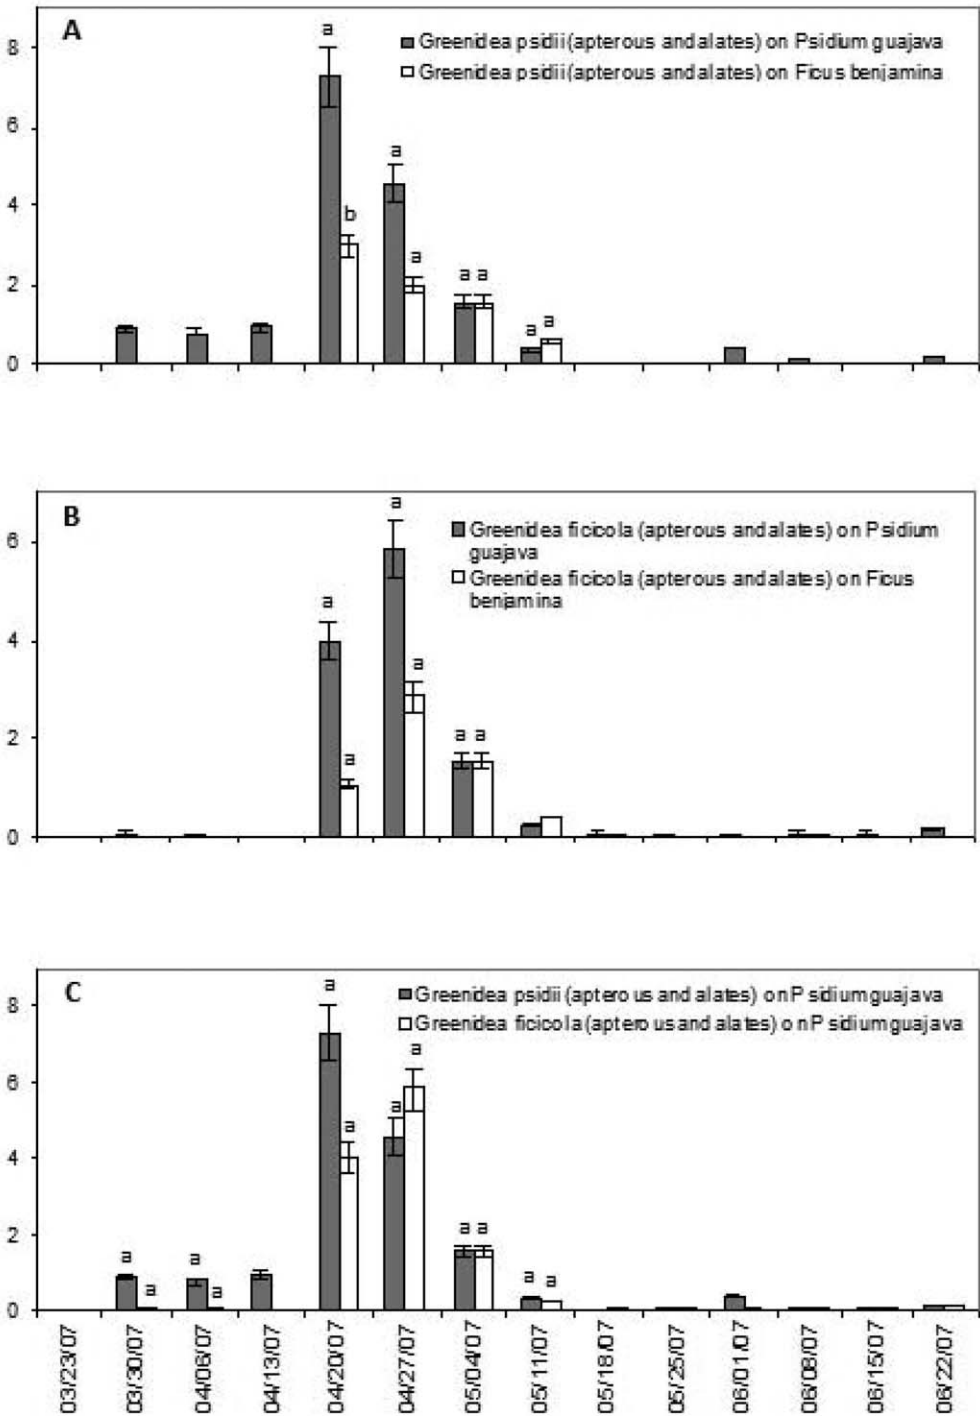 A
Greenidea psidii (apterous and alates) on Psidium guajava
Greenidea psidii (apterous and alates) on Ficus benjamina
8
6
4
2
0
a
b
a
a
a a
a a
B
Greenidea ficicola (apterous and alates) on Psidium
guajava
Greenidea ficicola (apterous and alates) on Ficus
benjamina
6
4
2
0
a
a
a
a
a a
C
Greenidea psidii (apterous and alates) on Psidium guajava
Greenidea ficicola (apterous and alates) on Psidium guajava
8
6
4
2
0
a
a
a
a
a
a
a
a
a a
a a
03/23/07
03/30/07
04/06/07
04/13/07
04/20/07
04/27/07
05/04/07
05/11/07
05/18/07
05/25/07
06/01/07
06/08/07
06/15/07
06/22/07